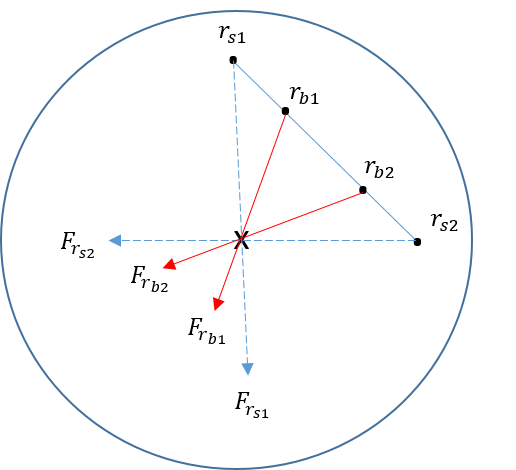 r_{s1}
r_{b1}
r_{b2}
r_{s2}
X
F_{r_{s2}}
F_{r_{b2}}
F_{r_{b1}}
F_{r_{s1}}